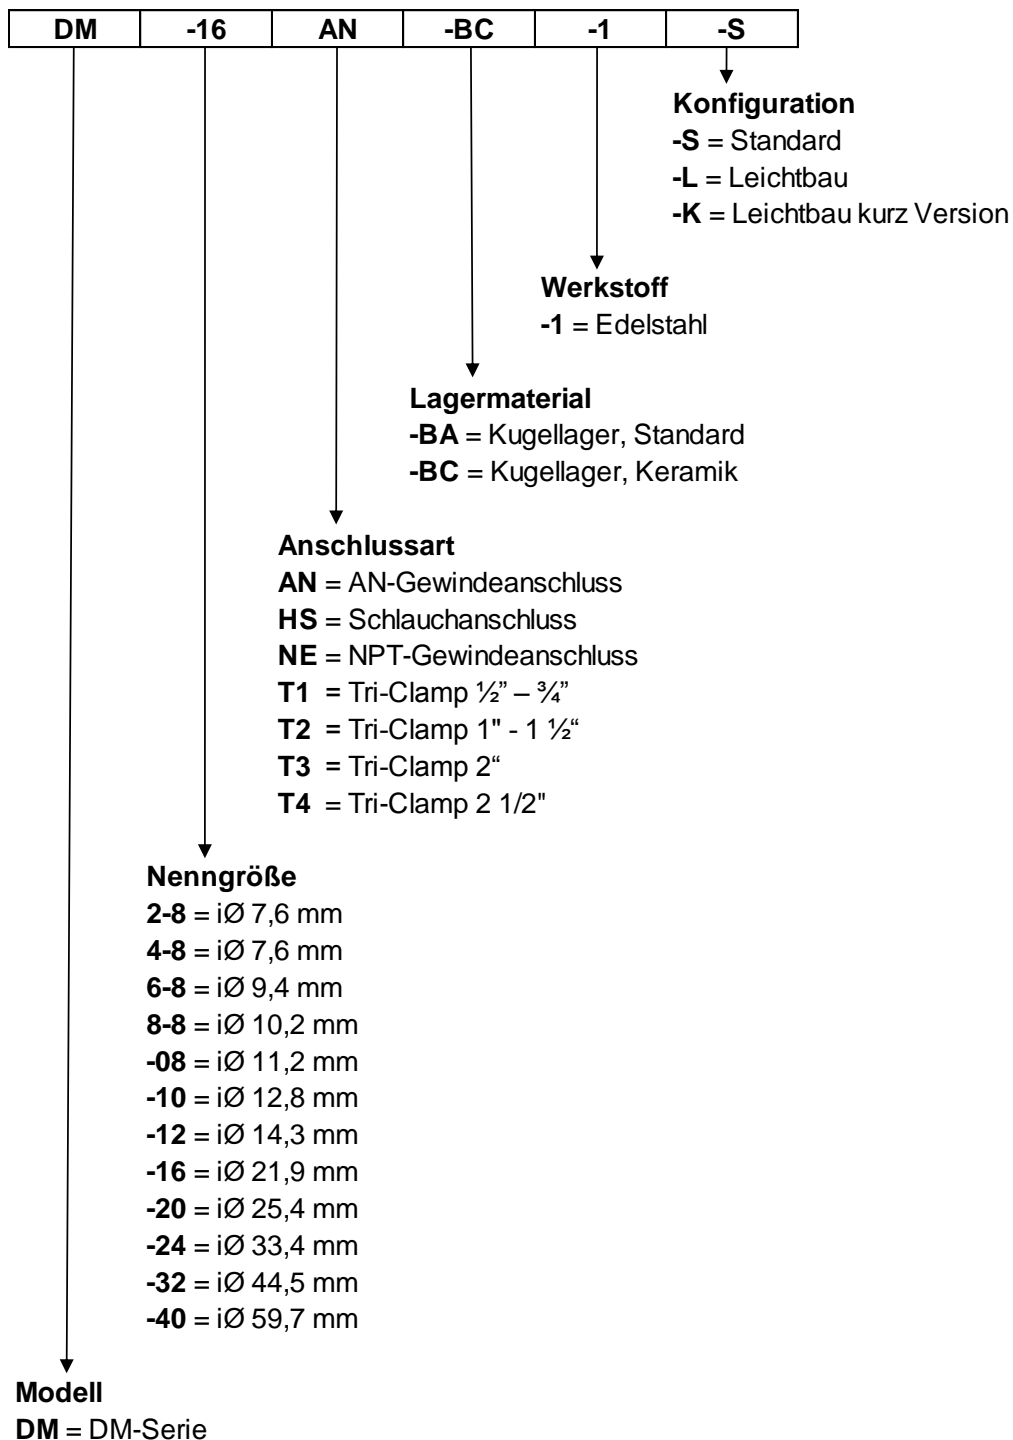 DM -16 AN -BC -1 -S
Konfiguration
-S = Standard
-L = Leichtbau
-K = Leichtbau kurz Version
Werkstoff
-1 = Edelstahl
Lagermaterial
-BA = Kugellager, Standard
-BC = Kugellager, Keramik
Anschlussart
AN = AN-Gewindeanschluss
HS = Schlauchanschluss
NE = NPT-Gewindeanschluss
T1 = Tri-Clamp ½” – ¾”
T2 = Tri-Clamp 1" - 1 ½“
T3 = Tri-Clamp 2“
T4 = Tri-Clamp 2 1/2"
Nenngröße
2-8 = iØ 7,6 mm
4-8 = iØ 7,6 mm
6-8 = iØ 9,4 mm
8-8 = iØ 10,2 mm
-08 = iØ 11,2 mm
-10 = iØ 12,8 mm
-12 = iØ 14,3 mm
-16 = iØ 21,9 mm
-20 = iØ 25,4 mm
-24 = iØ 33,4 mm
-32 = iØ 44,5 mm
-40 = iØ 59,7 mm
Modell
DM = DM-Serie